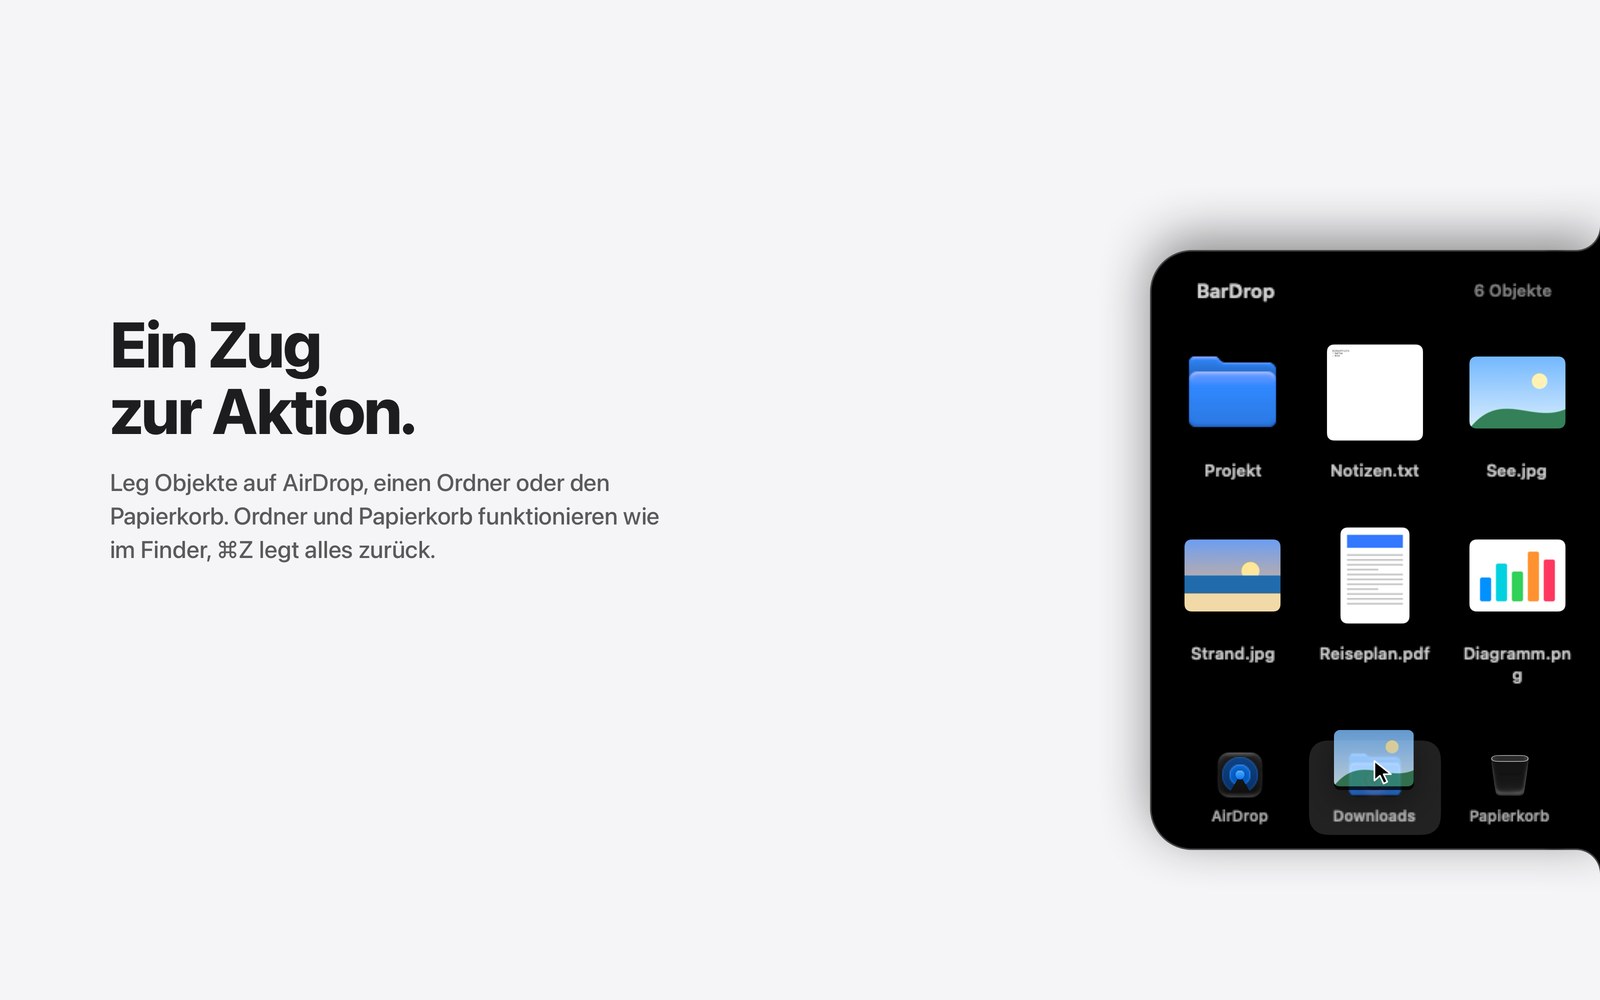 Ein Zug
zur Aktion.
Leg Objekte auf AirDrop, einen Ordner oder den
Papierkorb. Ordner und Papierkorb funktionieren wie
im Finder, ⌘Z legt alles zurück.
BarDrop
6 Objekte
Projekt
Notizen.txt
See.jpg
Strand.jpg
Reiseplan.pdf
Diagramm.pn
g
AirDrop
Downloads
Papierkorb